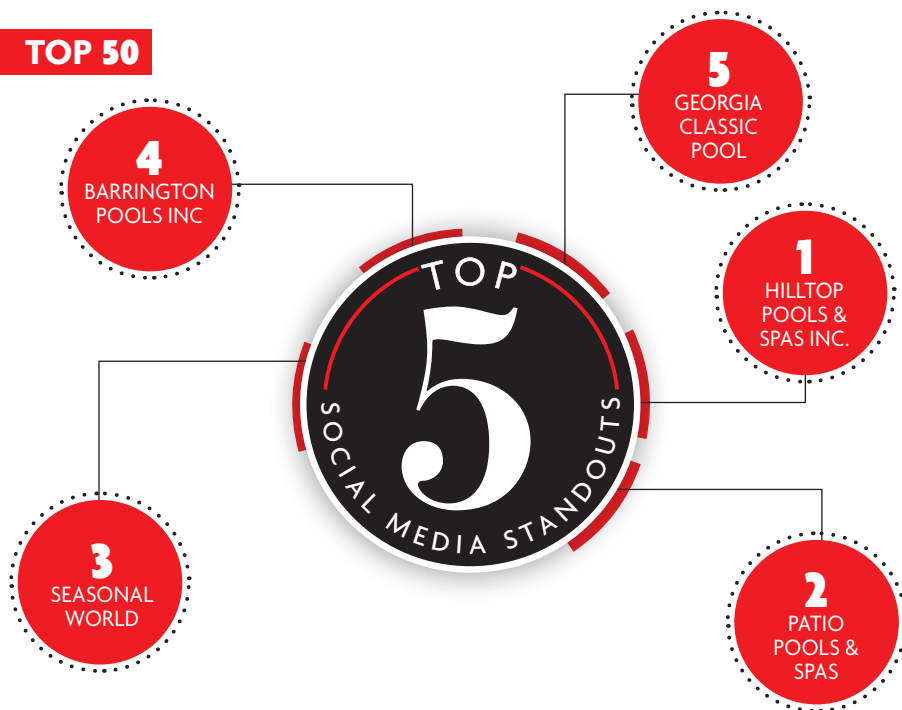 TOP 50
5
GEORGIA
CLASSIC
POOL
4
BARRINGTON
POOLS INC
1
HILLTOP
POOLS &
SPAS INC.
TOP
5
SOCIAL MEDIA STANDOUTS
3
SEASONAL
WORLD
2
PATIO
POOLS &
SPAS